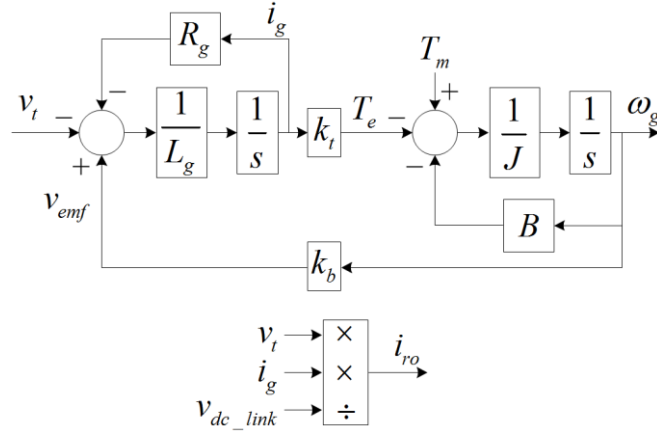 i_g
R_g
T_m
v_t
−
−
+
1/L_g
1/s
k_t
T_e
−
+
−
1/J
1/s
ω_g
v_emf
B
k_b
v_t
×
i_g
×
i_ro
v_dc_link
÷